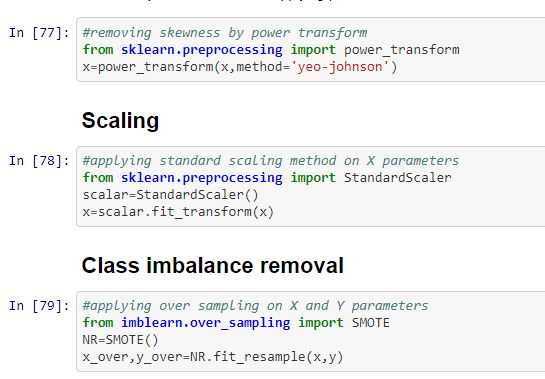 In [77]: #removing skewness by power transform
from sklearn.preprocessing import power_transform
x=power_transform(x,method='yeo-johnson')
Scaling
In [78]: #applying standard scaling method on X parameters
from sklearn.preprocessing import StandardScaler
scalar=StandardScaler()
x=scalar.fit_transform(x)
Class imbalance removal
In [79]: #applying over sampling on X and Y parameters
from imblearn.over_sampling import SMOTE
NR=SMOTE()
x_over,y_over=NR.fit_resample(x,y)